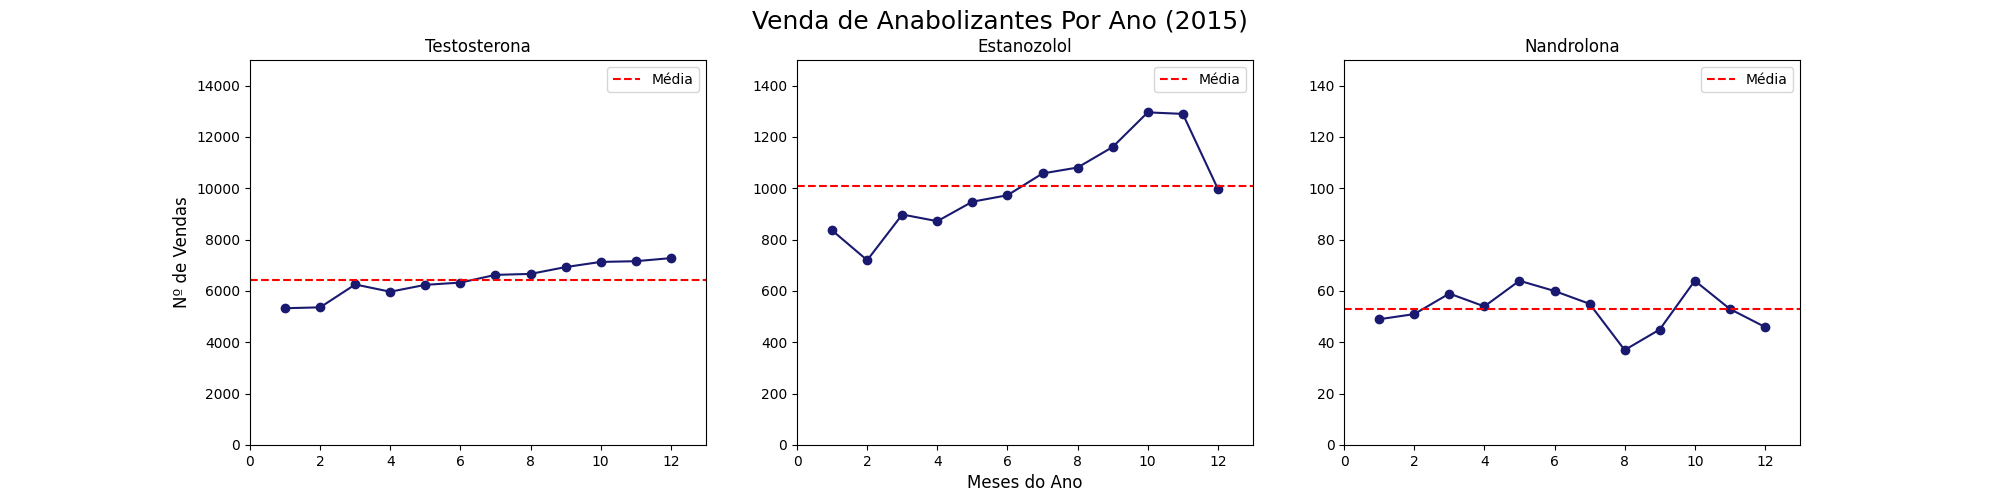 Venda de Anabolizantes Por Ano (2015)
Testosterona
Nº de Vendas
14000
12000
10000
8000
6000
4000
2000
0
0 2 4 6 8 10 12
Média
Estanozolol
1400
1200
1000
800
600
400
200
0
0 2 4 6 8 10 12
Média
Meses do Ano
Nandrolona
140
120
100
80
60
40
20
0
0 2 4 6 8 10 12
Média